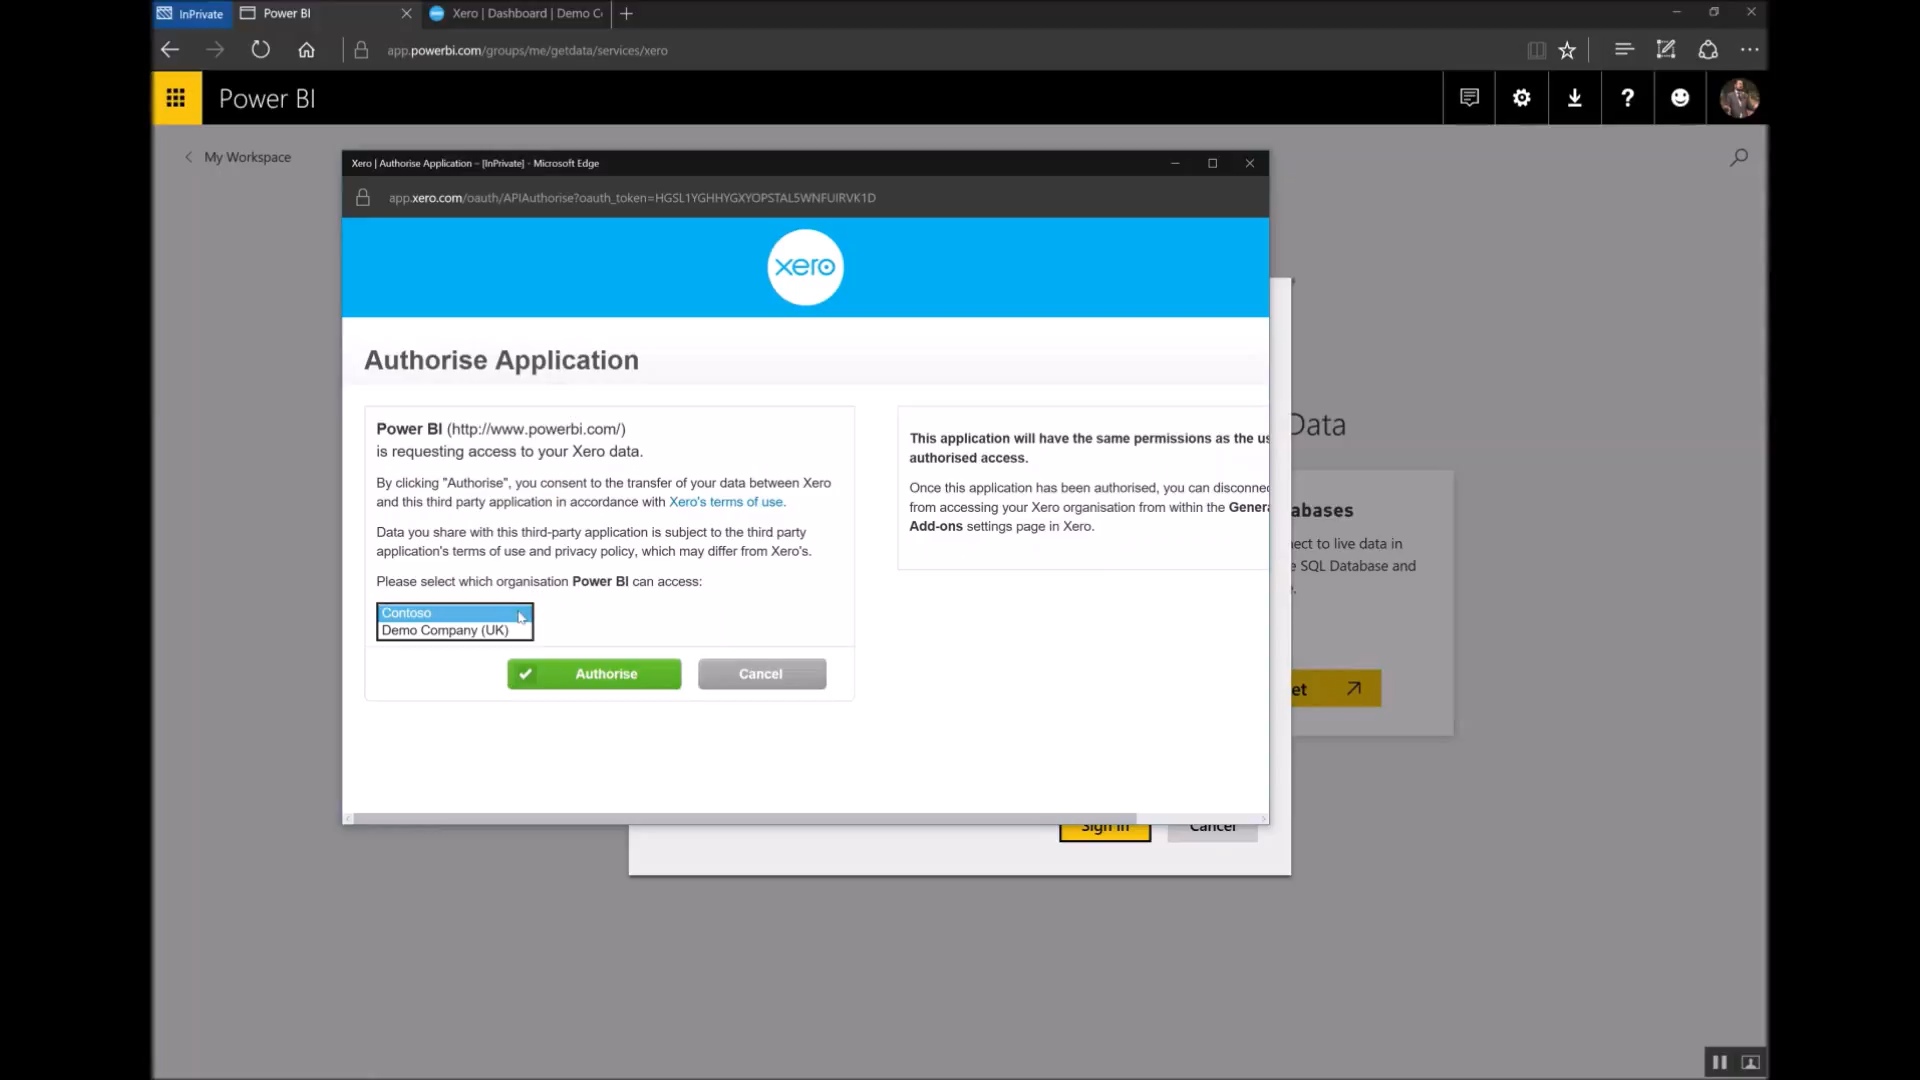 InPrivate
Power BI
Xero | Dashboard | Demo C
app.powerbi.com/groups/me/getdata/services/xero
Power BI
My Workspace
Xero | Authorise Application – [InPrivate] - Microsoft Edge
app.xero.com/oauth/APIAuthorise?oauth_token=HGSL1YGHHYGXYOPSTAL5WNFUIRVK1D
xero
Authorise Application
Power BI (http://www.powerbi.com/)
is requesting access to your Xero data.
By clicking "Authorise", you consent to the transfer of your data between Xero
and this third party application in accordance with Xero's terms of use.
Data you share with this third-party application is subject to the third party
application's terms of use and privacy policy, which may differ from Xero's.
Please select which organisation Power BI can access:
Contoso
Demo Company (UK)
Authorise
Cancel
This application will have the same permissions as the us
authorised access.
Once this application has been authorised, you can disconnec
from accessing your Xero organisation from within the Genera
Add-ons settings page in Xero.
Data
abases
nect to live data in
e SQL Database and
et
Sign in
Cancel